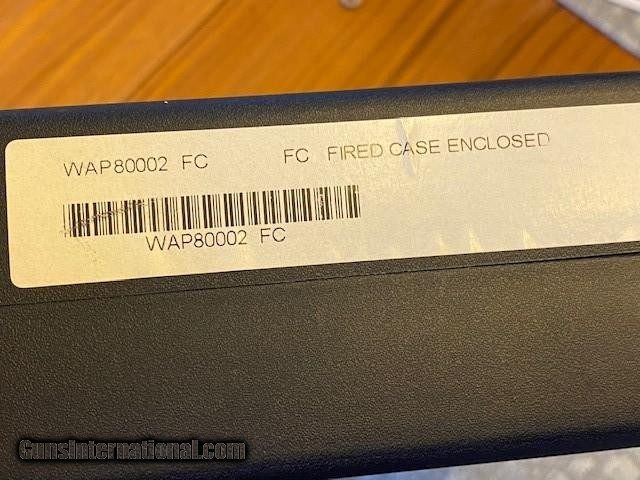 WAP80002 FC FC FIRED CASE ENCLOSED
WAP80002 FC
GunsInternational.com